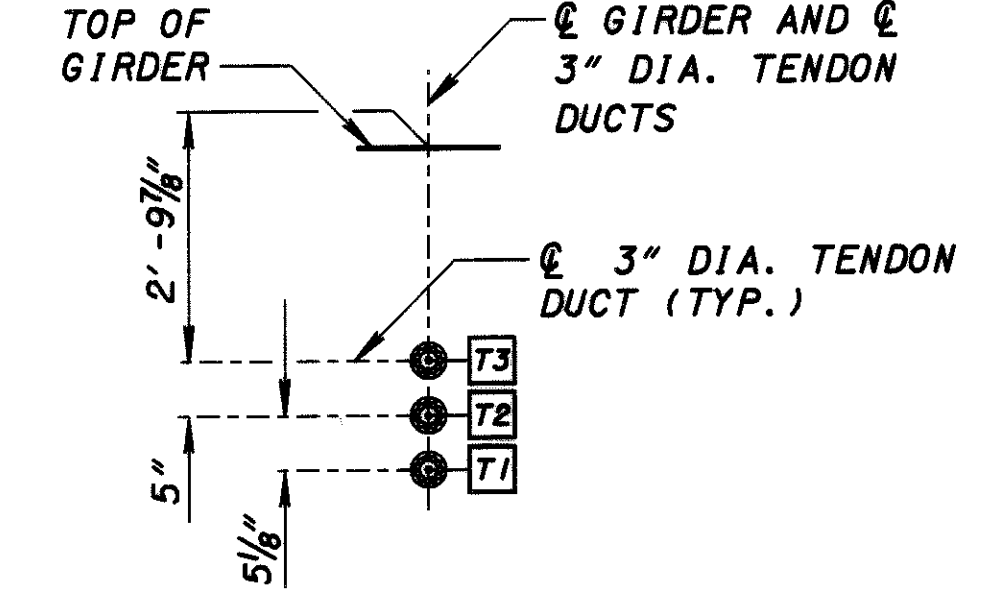 TOP OF
GIRDER
℄ GIRDER AND ℄
3" DIA. TENDON
DUCTS
2'-9⅞"
℄ 3" DIA. TENDON
DUCT (TYP.)
T3
T2
T1
5"
5⅛"